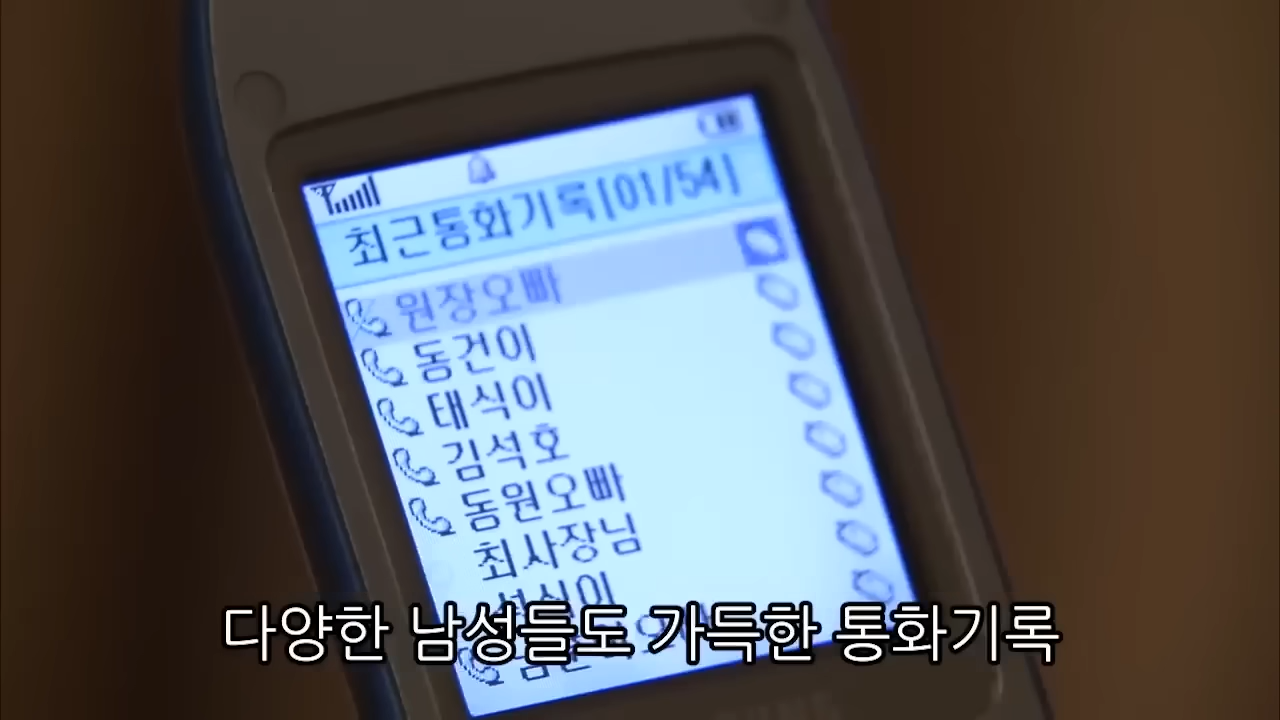 최근통화기록[01/54]
원장오빠
동건이
태식이
김석호
동원오빠
최사장님
다양한 남성들도 가득한 통화기록